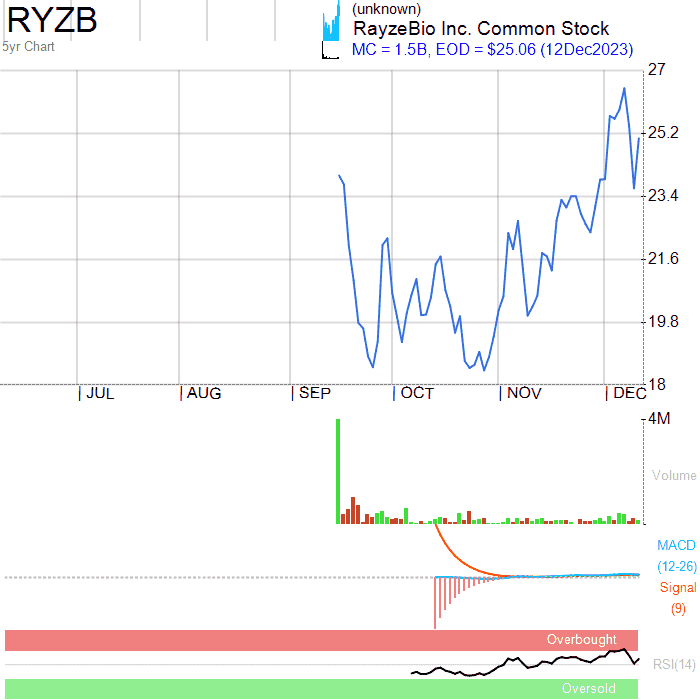 RYZB
5yr Chart
(unknown)
RayzeBio Inc. Common Stock
MC = 1.5B, EOD = $25.06 (12Dec2023)
27
25.2
23.4
21.6
19.8
18
JUL AUG SEP OCT NOV DEC
4M
Volume
MACD
(12-26)
Signal
(9)
Overbought
RSI(14)
Oversold